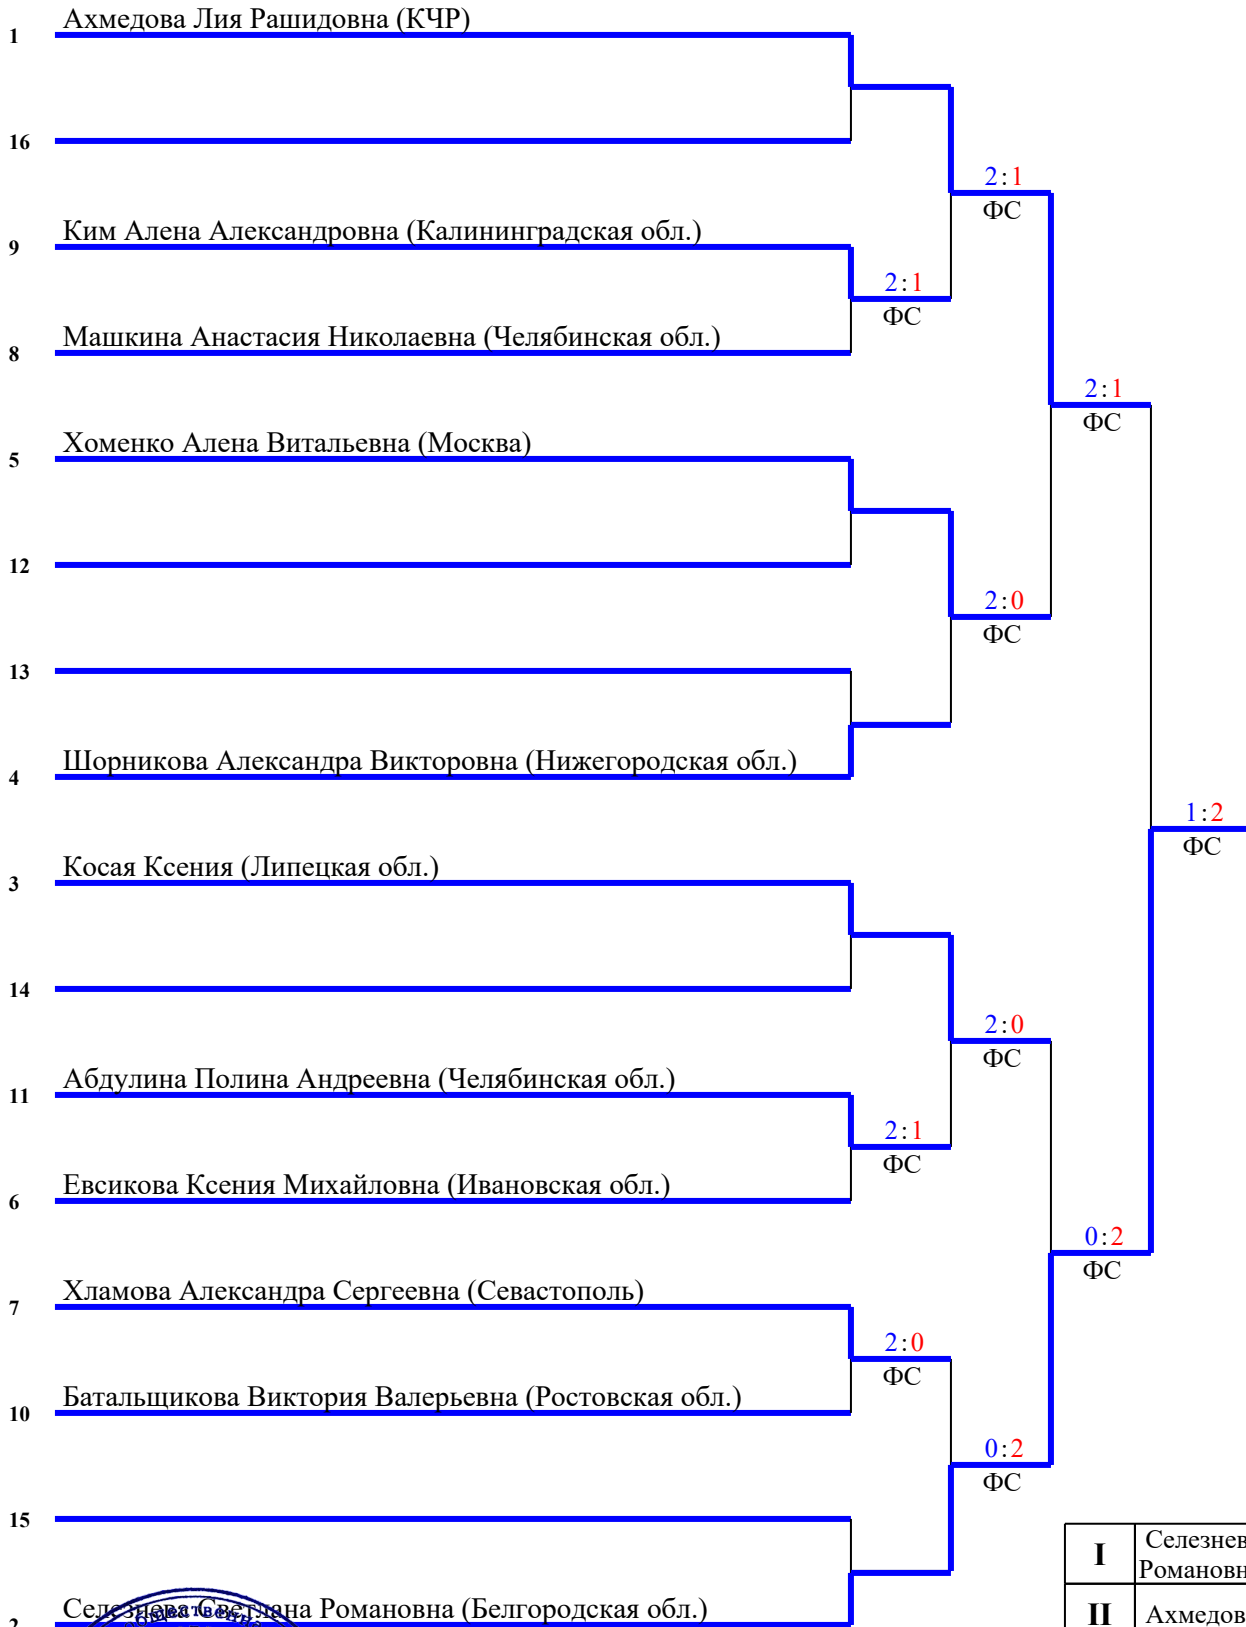 Ахмедова Лия Рашидовна (КЧР)
1
16
2:1
ФС
Ким Алена Александровна (Калининградская обл.)
9
2:1
ФС
Машкина Анастасия Николаевна (Челябинская обл.)
8
2:1
ФС
Хоменко Алена Витальевна (Москва)
5
12
2:0
ФС
13
Шорникова Александра Викторовна (Нижегородская обл.)
4
1:2
ФС
Косая Ксения (Липецкая обл.)
3
14
2:0
ФС
Абдулина Полина Андреевна (Челябинская обл.)
11
2:1
ФС
Евсикова Ксения Михайловна (Ивановская обл.)
6
0:2
ФС
Хламова Александра Сергеевна (Севастополь)
7
2:0
ФС
Батальщикова Виктория Валерьевна (Ростовская обл.)
10
0:2
ФС
15
I Селезнев
Романовн
Селезнева Светлана Романовна (Белгородская обл.)
2
II Ахмедов